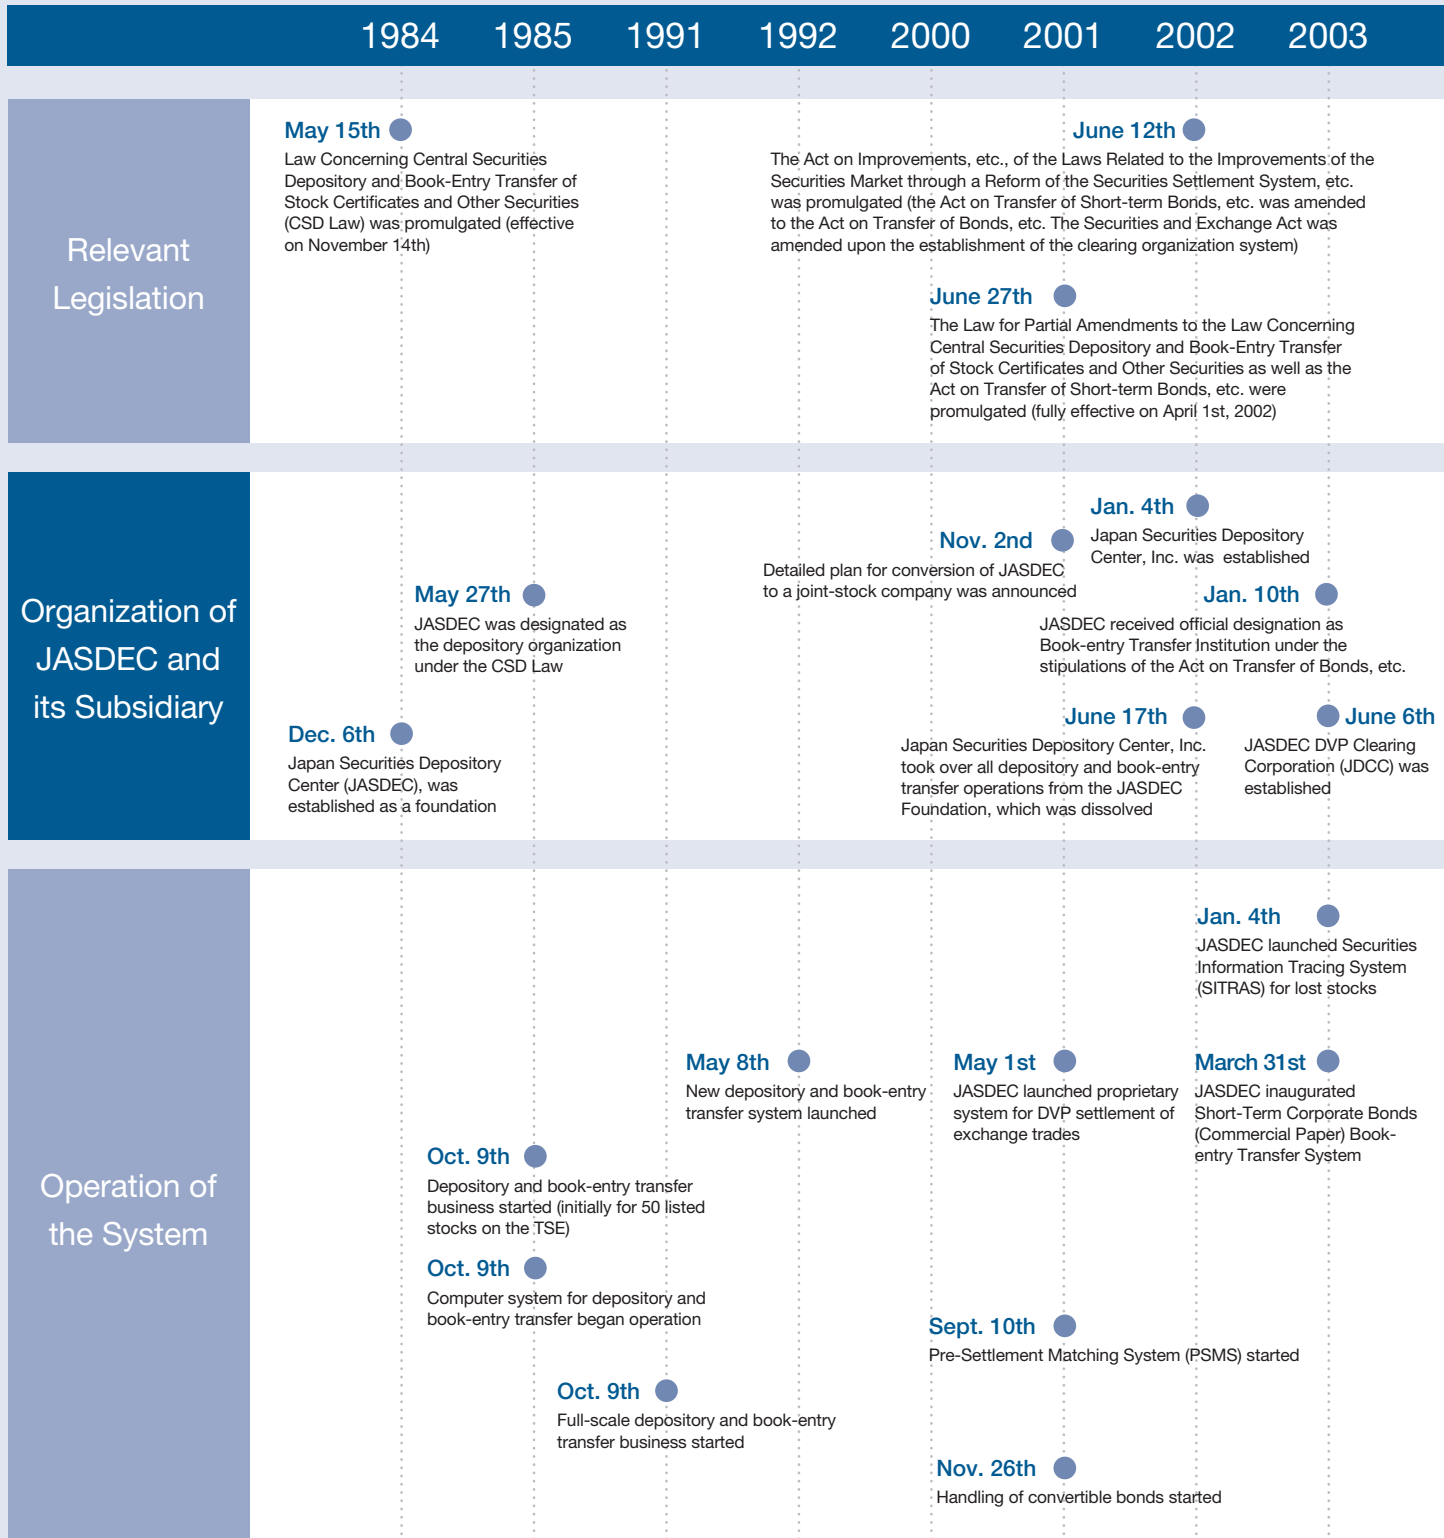 1984 1985 1991 1992 2000 2001 2002 2003
Relevant
Legislation
May 15th
Law Concerning Central Securities
Depository and Book-Entry Transfer of
Stock Certificates and Other Securities
(CSD Law) was promulgated (effective
on November 14th)
June 12th
The Act on Improvements, etc., of the Laws Related to the Improvements of the
Securities Market through a Reform of the Securities Settlement System, etc.
was promulgated (the Act on Transfer of Short-term Bonds, etc. was amended
to the Act on Transfer of Bonds, etc. The Securities and Exchange Act was
amended upon the establishment of the clearing organization system)
June 27th
The Law for Partial Amendments to the Law Concerning
Central Securities Depository and Book-Entry Transfer
of Stock Certificates and Other Securities as well as the
Act on Transfer of Short-term Bonds, etc. were
promulgated (fully effective on April 1st, 2002)
Organization of
JASDEC and
its Subsidiary
Jan. 4th
Japan Securities Depository
Center, Inc. was established
Nov. 2nd
Detailed plan for conversion of JASDEC
to a joint-stock company was announced
May 27th
JASDEC was designated as
the depository organization
under the CSD Law
Jan. 10th
JASDEC received official designation as
Book-entry Transfer Institution under the
stipulations of the Act on Transfer of Bonds, etc.
Dec. 6th
Japan Securities Depository
Center (JASDEC), was
established as a foundation
June 17th
Japan Securities Depository Center, Inc.
took over all depository and book-entry
transfer operations from the JASDEC
Foundation, which was dissolved
June 6th
JASDEC DVP Clearing
Corporation (JDCC) was
established
Operation of
the System
Jan. 4th
JASDEC launched Securities
Information Tracing System
(SITRAS) for lost stocks
May 8th
New depository and book-entry
transfer system launched
May 1st
JASDEC launched proprietary
system for DVP settlement of
exchange trades
March 31st
JASDEC inaugurated
Short-Term Corporate Bonds
(Commercial Paper) Book-
entry Transfer System
Oct. 9th
Depository and book-entry transfer
business started (initially for 50 listed
stocks on the TSE)
Oct. 9th
Computer system for depository and
book-entry transfer began operation
Sept. 10th
Pre-Settlement Matching System (PSMS) started
Oct. 9th
Full-scale depository and book-entry
transfer business started
Nov. 26th
Handling of convertible bonds started